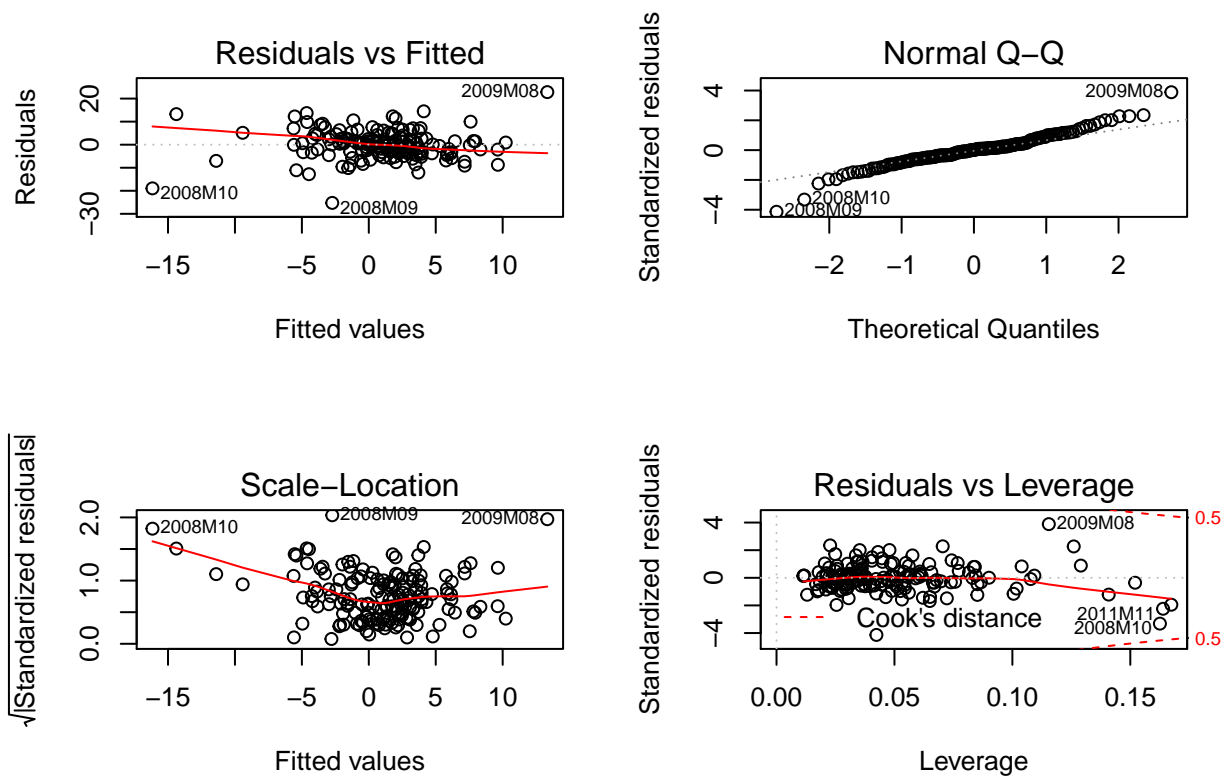 Residuals vs Fitted
Residuals
20
0
−30
2009M08
2008M10
2008M09
−15
−5
0
5
10
Fitted values
Normal Q−Q
Standardized residuals
4
0
−4
2009M08
2008M10
2008M09
−2
−1
0
1
2
Theoretical Quantiles
Scale−Location
√|Standardized residuals|
2.0
1.0
0.0
2008M10
2008M09
2009M08
−15
−5
0
5
10
Fitted values
Residuals vs Leverage
Standardized residuals
4
0
−4
2009M08
0.5
2011M11
Cook's distance
2008M10
0.5
0.00
0.05
0.10
0.15
Leverage